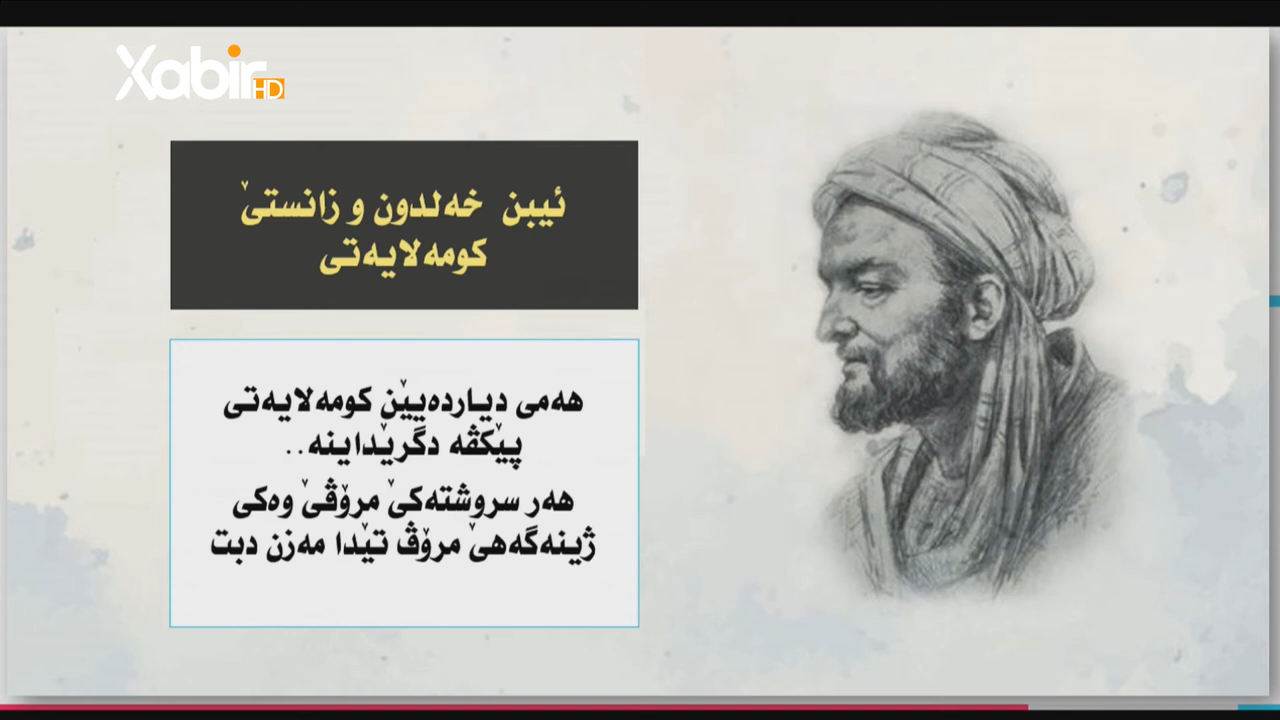 Xabir HD
ئیبن خەلدون و زانستێ
کومەلایەتی
هەمی دیاردەیێن کومەلایەتی
پێکڤە دگرێداینە..
هەر سروشتەکێ مرۆڤێ وەکی
ژینەگەهێ مرۆڤ تێدا مەزن دبت